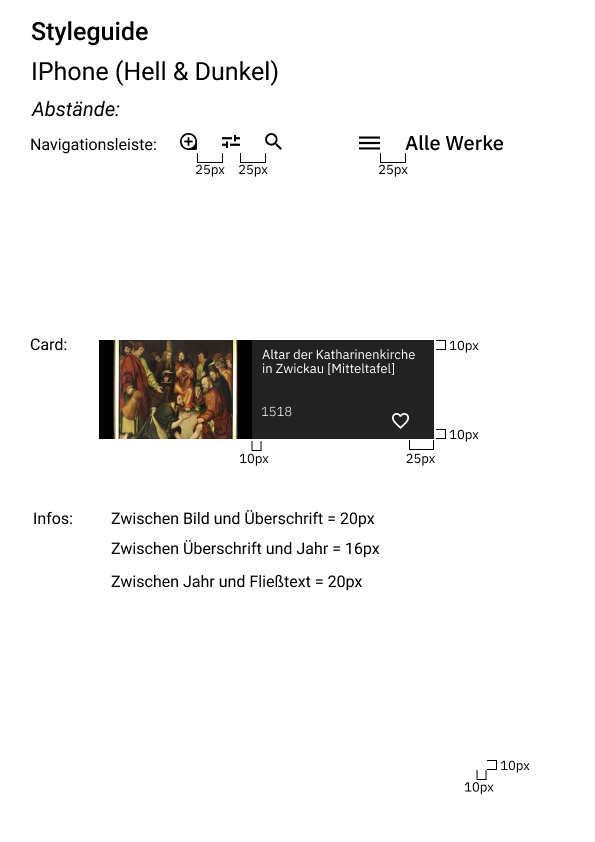 Styleguide
IPhone (Hell & Dunkel)
Abstände:
Navigationsleiste:
Alle Werke
25px
25px
25px
Card:
Altar der Katharinenkirche
in Zwickau [Mitteltafel]
1518
10px
10px
10px
25px
Infos:
Zwischen Bild und Überschrift = 20px
Zwischen Überschrift und Jahr = 16px
Zwischen Jahr und Fließtext = 20px
10px
10px